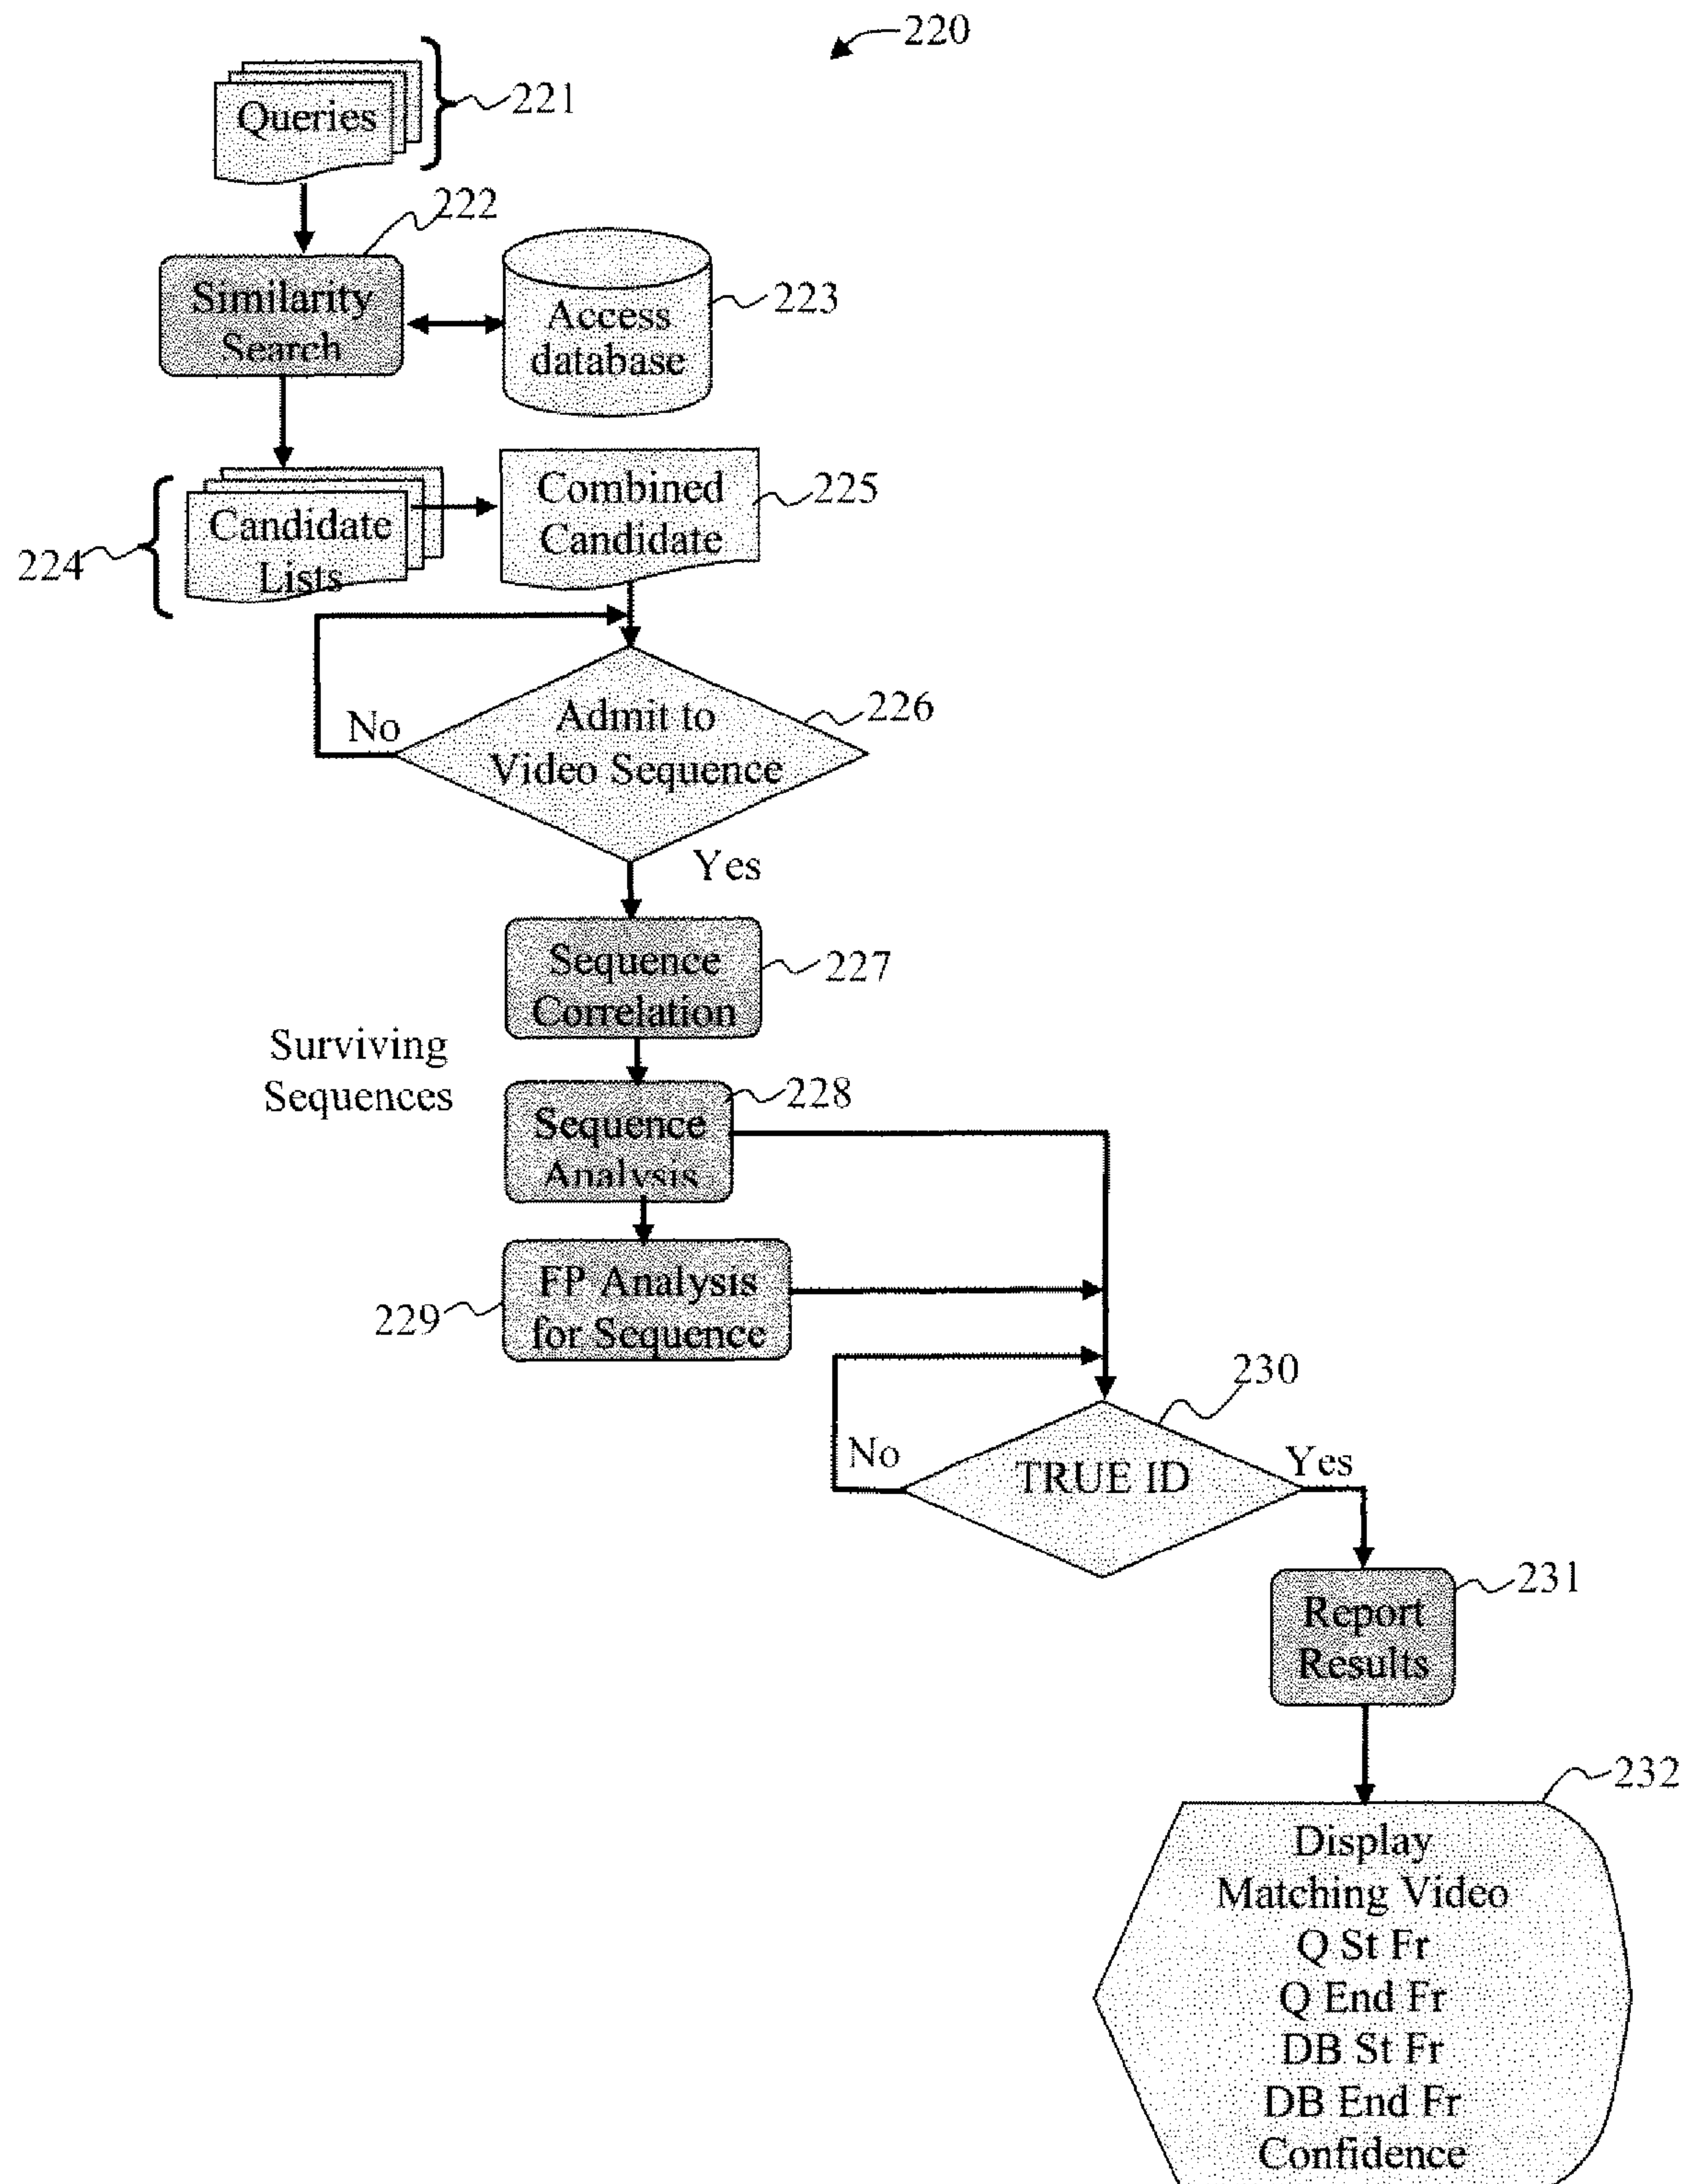 220
Queries
221
222
Similarity
Search
Access
database
223
Candidate
Lists
224
Combined
Candidate
225
Admit to
Video Sequence
226
No
Yes
Sequence
Correlation
227
Surviving
Sequences
Sequence
Analysis
228
FP Analysis
for Sequence
229
230
TRUE ID
No
Yes
Report
Results
231
232
Display
Matching Video
Q St Fr
Q End Fr
DB St Fr
DB End Fr
Confidence